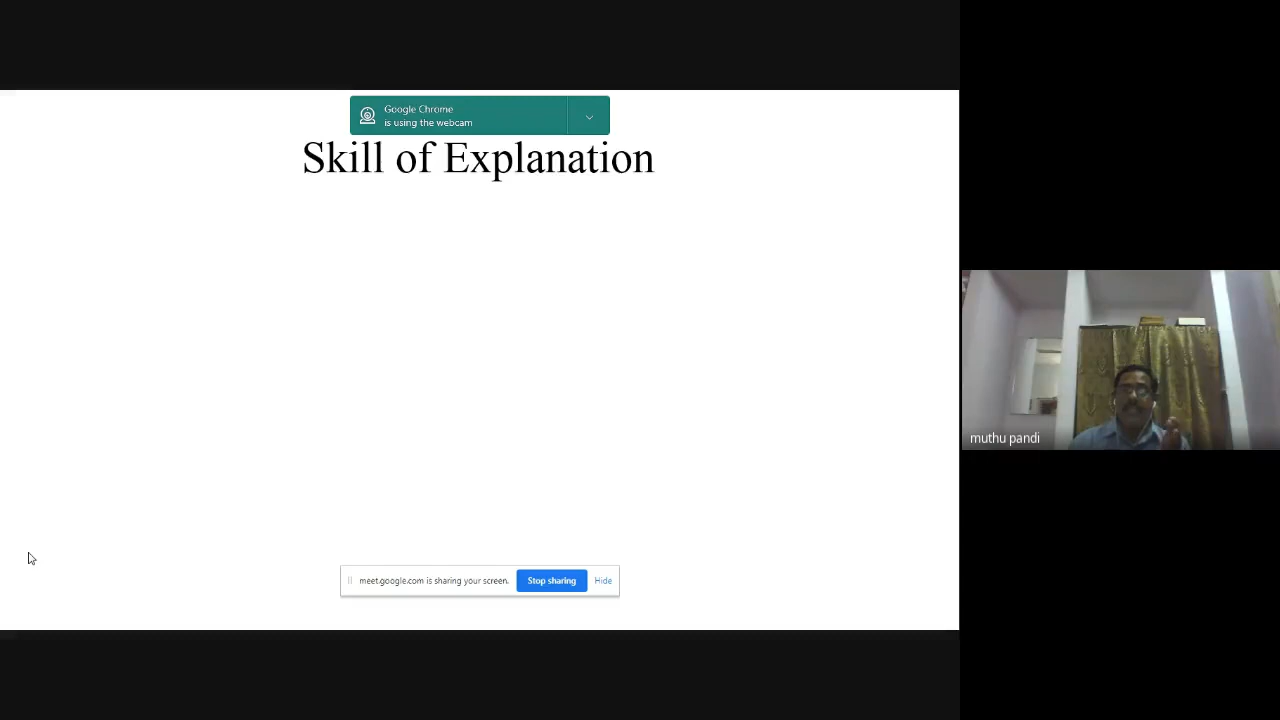 Google Chrome
is using the webcam
Skill of Explanation
muthu pandi
meet.google.com is sharing your screen.
Stop sharing
Hide